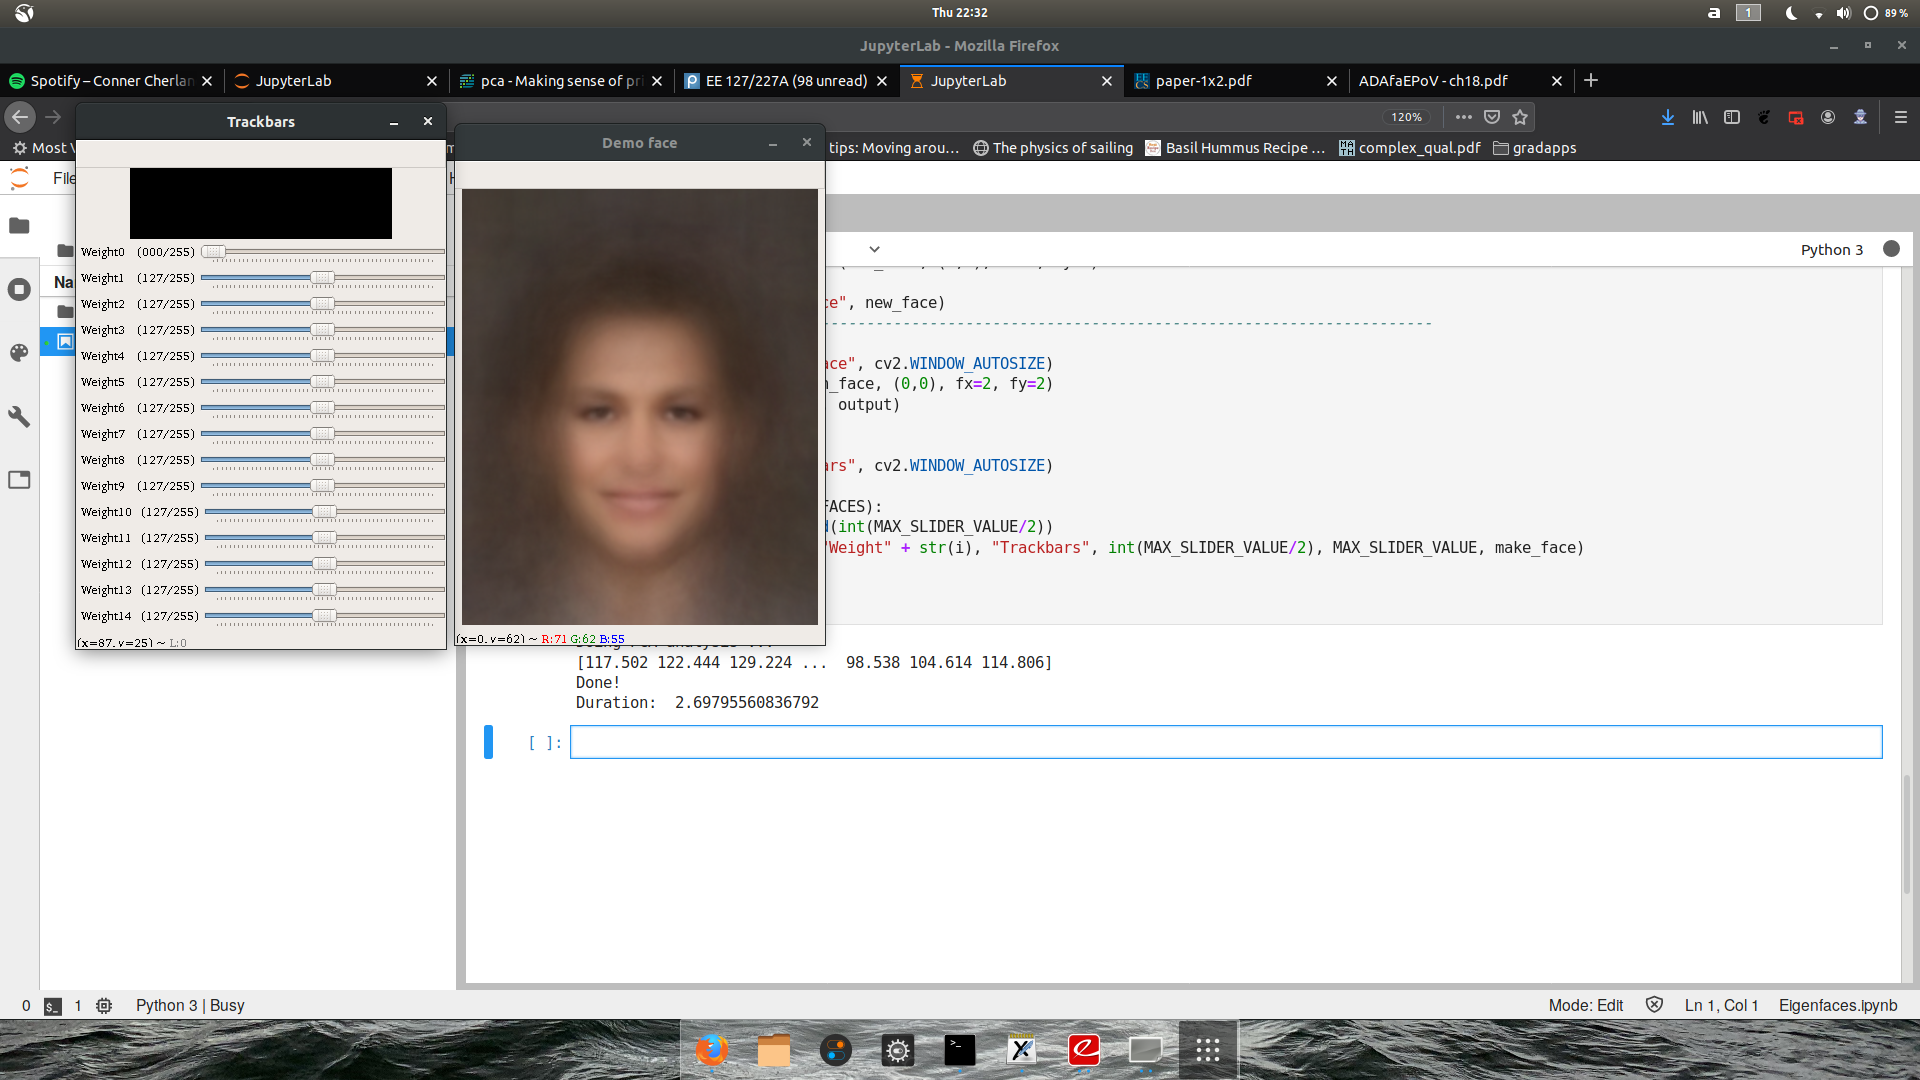 Thu 22:32
a 1 89 %
JupyterLab - Mozilla Firefox
Spotify – Conner Cherlan
JupyterLab
pca - Making sense of pri
EE 127/227A (98 unread)
JupyterLab
paper-1x2.pdf
ADAfaEPoV - ch18.pdf
120%
Most V
tips: Moving arou…
The physics of sailing
Basil Hummus Recipe …
complex_qual.pdf
gradapps
Trackbars
Demo face
File
Na
Weight0 (000/255)
Weight1 (127/255)
Weight2 (127/255)
Weight3 (127/255)
Weight4 (127/255)
Weight5 (127/255)
Weight6 (127/255)
Weight7 (127/255)
Weight8 (127/255)
Weight9 (127/255)
Weight10 (127/255)
Weight11 (127/255)
Weight12 (127/255)
Weight13 (127/255)
Weight14 (127/255)
(x=87, y=25) ~ L:0
(x=0, y=62) ~ R:71 G:62 B:55
Python 3
ce", new_face)
ace", cv2.WINDOW_AUTOSIZE)
n_face, (0,0), fx=2, fy=2)
output)
ars", cv2.WINDOW_AUTOSIZE)
FACES):
d(int(MAX_SLIDER_VALUE/2))
"Weight" + str(i), "Trackbars", int(MAX_SLIDER_VALUE/2), MAX_SLIDER_VALUE, make_face)
[117.502 122.444 129.224 ... 98.538 104.614 114.806]
Done!
Duration: 2.69795560836792
[ ]:
0 1 Python 3 | Busy
Mode: Edit Ln 1, Col 1 Eigenfaces.ipynb